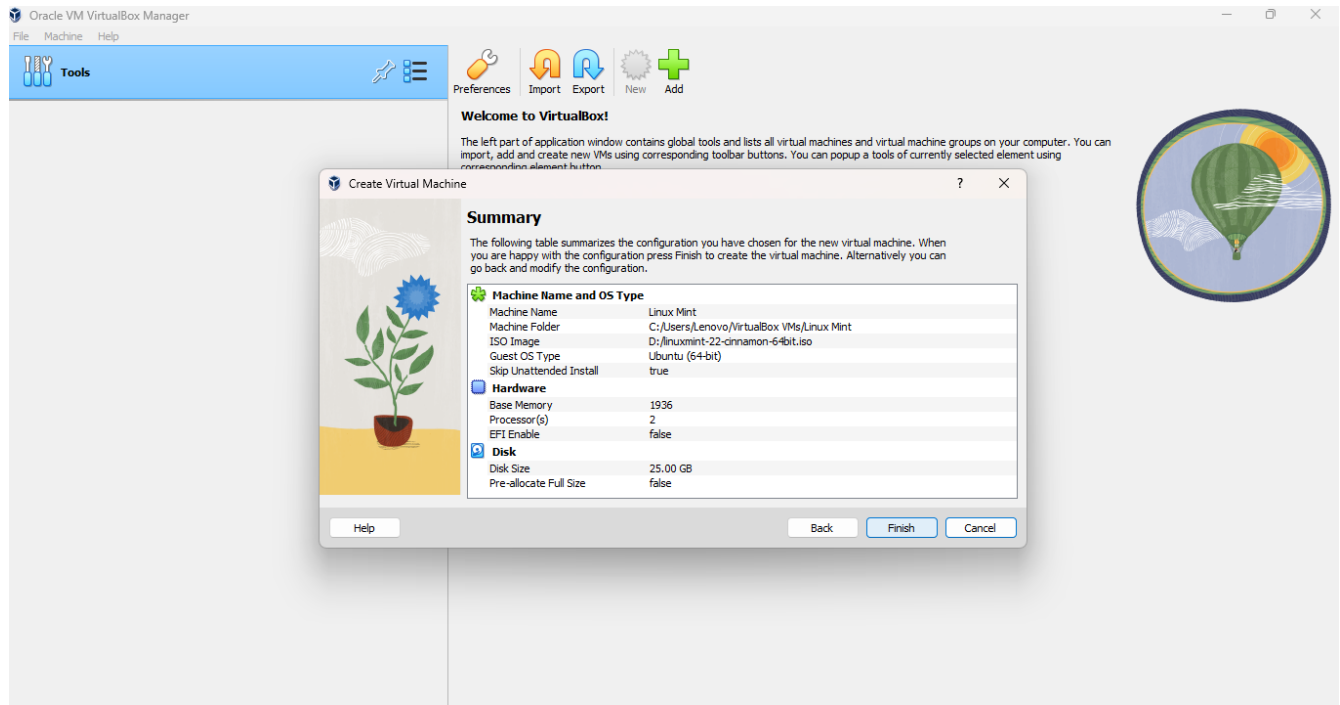 Oracle VM VirtualBox Manager
File Machine Help
Tools
Preferences Import Export New Add
Welcome to VirtualBox!
The left part of application window contains global tools and lists all virtual machines and virtual machine groups on your computer. You can
import, add and create new VMs using corresponding toolbar buttons. You can popup a tools of currently selected element using
corresponding element button.
Create Virtual Machine ?
Summary
The following table summarizes the configuration you have chosen for the new virtual machine. When
you are happy with the configuration press Finish to create the virtual machine. Alternatively you can
go back and modify the configuration.
Machine Name and OS Type
Machine Name Linux Mint
Machine Folder C:/Users/Lenovo/VirtualBox VMs/Linux Mint
ISO Image D:/linuxmint-22-cinnamon-64bit.iso
Guest OS Type Ubuntu (64-bit)
Skip Unattended Install true
Hardware
Base Memory 1936
Processor(s) 2
EFI Enable false
Disk
Disk Size 25.00 GB
Pre-allocate Full Size false
Help Back Finish Cancel